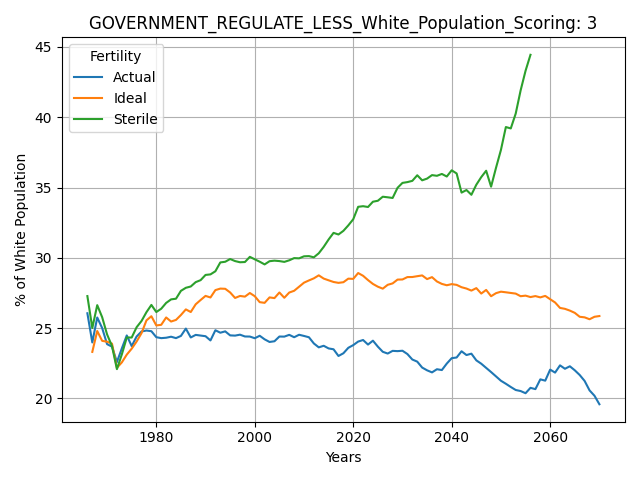 GOVERNMENT_REGULATE_LESS_White_Population_Scoring: 3
Fertility
Actual
Ideal
Sterile
% of White Population
45
40
35
30
25
20
1980
2000
2020
2040
2060
Years